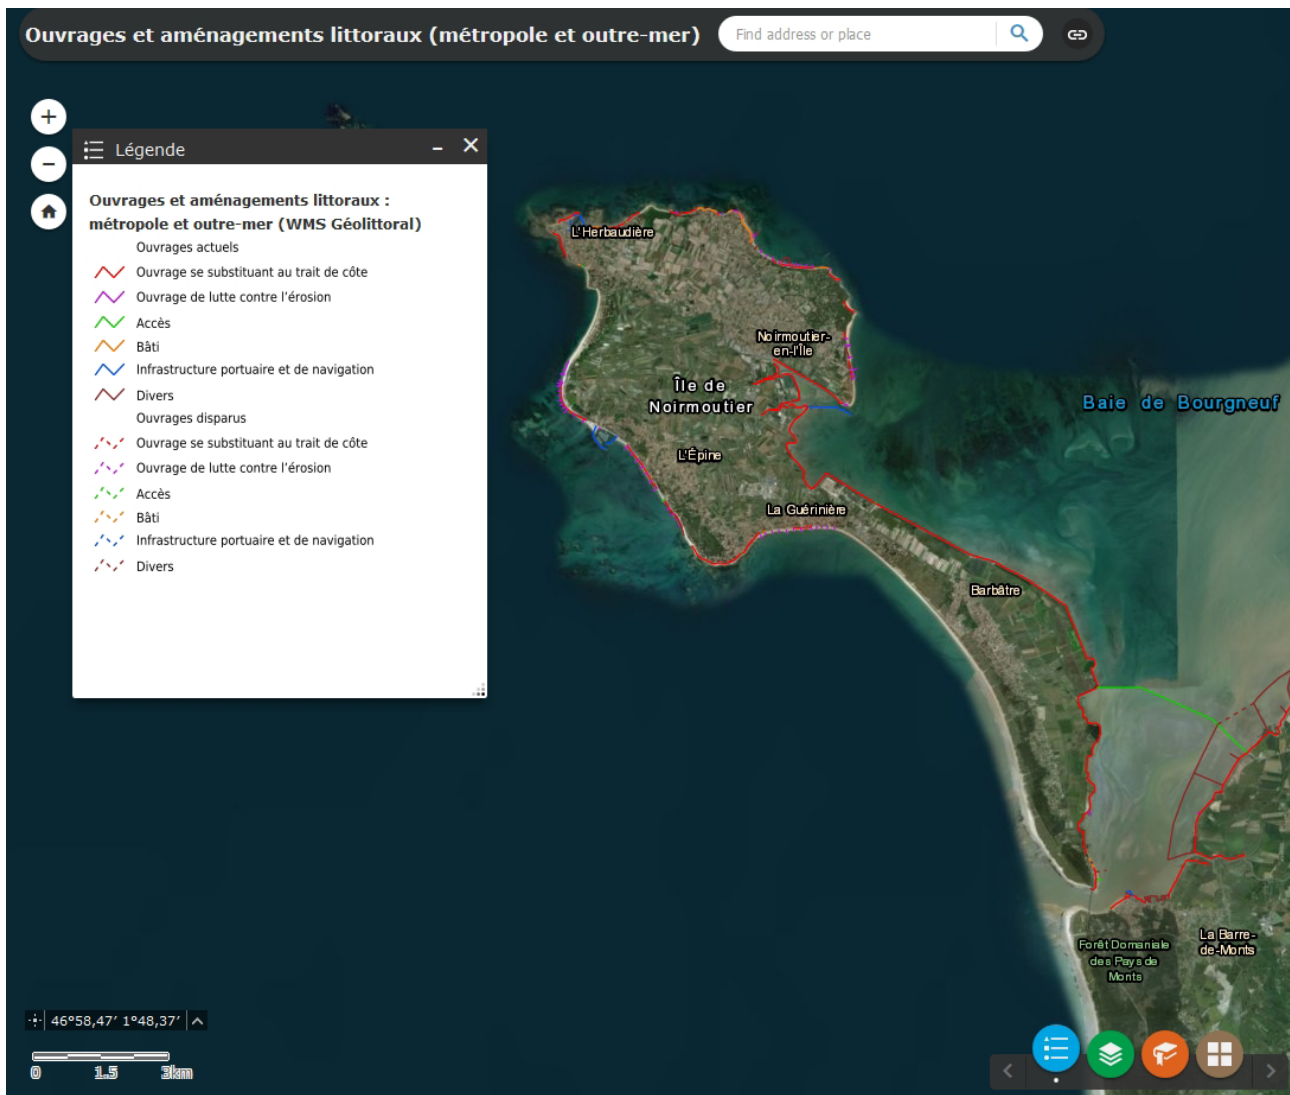 Ouvrages et aménagements littoraux (métropole et outre-mer)
Find address or place
Légende
Ouvrages et aménagements littoraux :
métropole et outre-mer (WMS Géolittoral)
Ouvrages actuels
Ouvrage se substituant au trait de côte
Ouvrage de lutte contre l'érosion
Accès
Bâti
Infrastructure portuaire et de navigation
Divers
Ouvrages disparus
Ouvrage se substituant au trait de côte
Ouvrage de lutte contre l'érosion
Accès
Bâti
Infrastructure portuaire et de navigation
Divers
L'Herbaudière
Noirmoutier-
en-l'Île
Île de
Noirmoutier
Baie de Bourgneuf
L'Épine
La Guérinière
Barbâtre
La Barre-
de-Monts
Forêt Domaniale
des Pays de
Monts
46°58,47′ 1°48,37′
0 1.5 3km